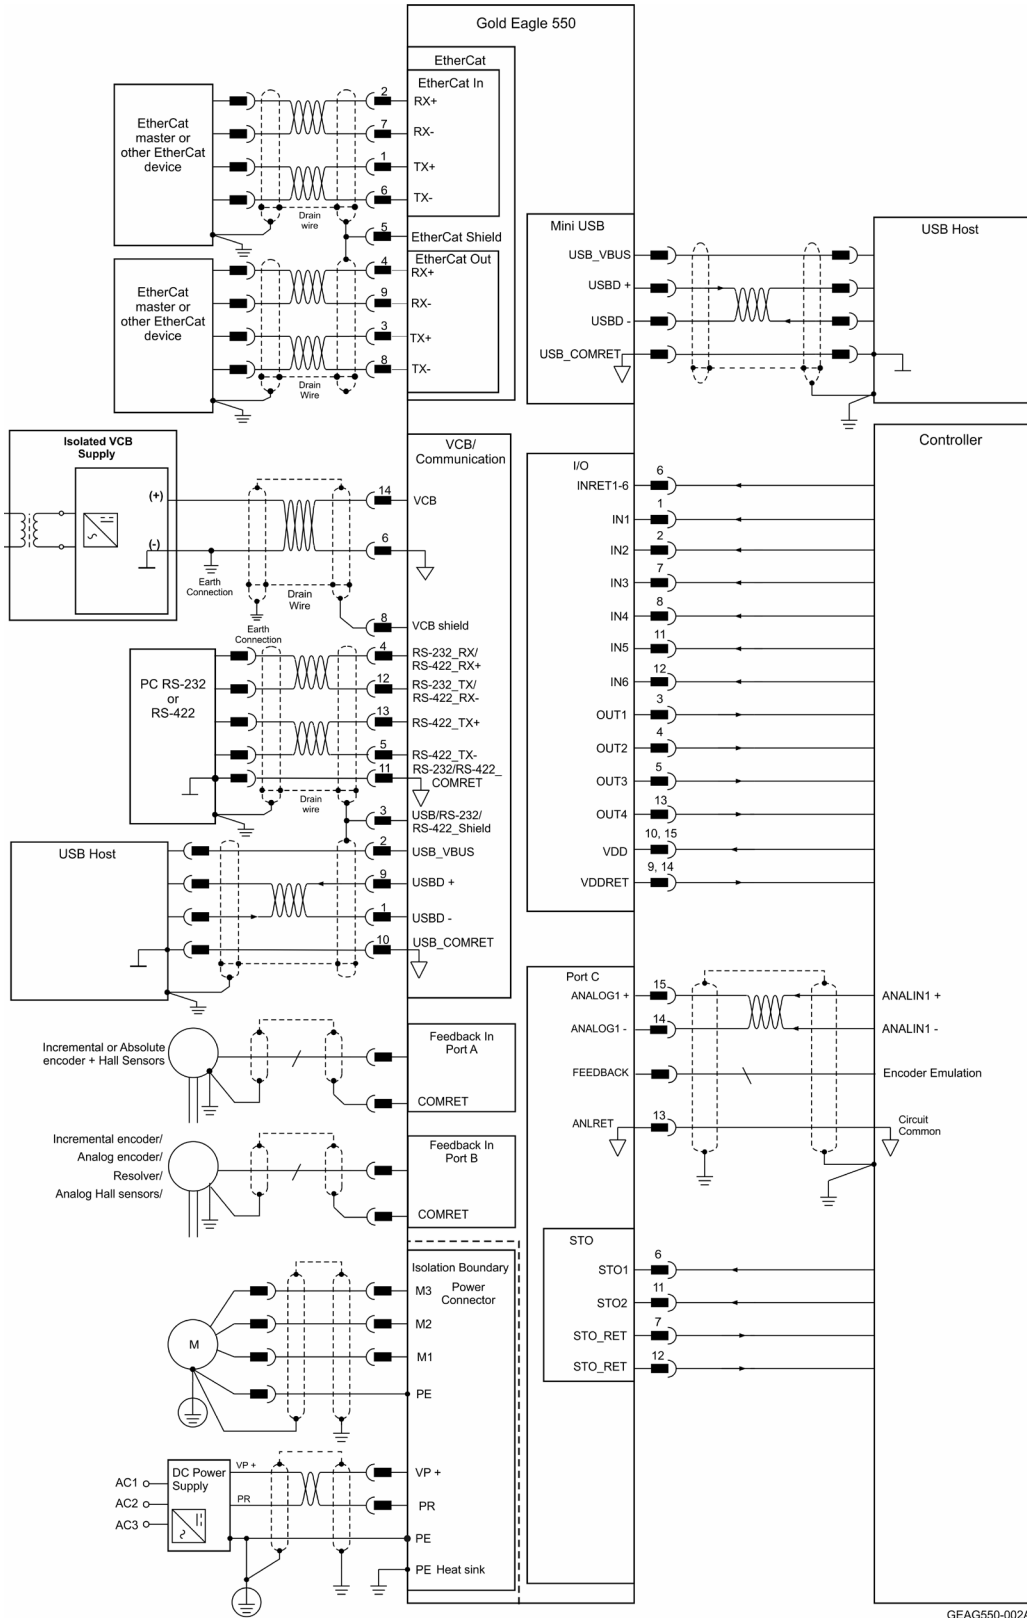 Gold Eagle 550
EtherCat
EtherCat In
EtherCat
master or
other EtherCat
device
2
RX+
7
RX-
1
TX+
6
TX-
Drain
wire
5
EtherCat Shield
EtherCat Out
EtherCat
master or
other EtherCat
device
4
RX+
9
RX-
3
TX+
8
TX-
Drain
Wire
Isolated VCB
Supply
(+)
(-)
Earth
Connection
VCB/
Communication
14
VCB
6
Drain
Wire
Earth
Connection
8
VCB shield
PC RS-232
or
RS-422
4
RS-232_RX/
RS-422_RX+
12
RS-232_TX/
RS-422_RX-
13
RS-422_TX+
5
RS-422_TX-
11
RS-232/RS-422_
COMRET
Drain
wire
3
USB/RS-232/
RS-422_Shield
USB Host
2
USB_VBUS
9
USBD +
1
USBD -
10
USB_COMRET
Incremental or Absolute
encoder + Hall Sensors
Feedback In
Port A
COMRET
Incremental encoder/
Analog encoder/
Resolver/
Analog Hall sensors/
Feedback In
Port B
COMRET
Isolation Boundary
Power
Connector
M
M3
M2
M1
PE
AC1
AC2
AC3
DC Power
Supply
VP +
PR
VP +
PR
PE
PE Heat sink
Mini USB
USB_VBUS
USBD +
USBD -
USB_COMRET
USB Host
Controller
I/O
6
INRET1-6
1
IN1
2
IN2
7
IN3
8
IN4
11
IN5
12
IN6
3
OUT1
4
OUT2
5
OUT3
13
OUT4
10, 15
VDD
9, 14
VDDRET
Port C
15
ANALOG1 +
ANALIN1 +
14
ANALOG1 -
ANALIN1 -
FEEDBACK
Encoder Emulation
13
ANLRET
Circuit
Common
STO
6
STO1
11
STO2
7
STO_RET
12
STO_RET
GEAG550-002A